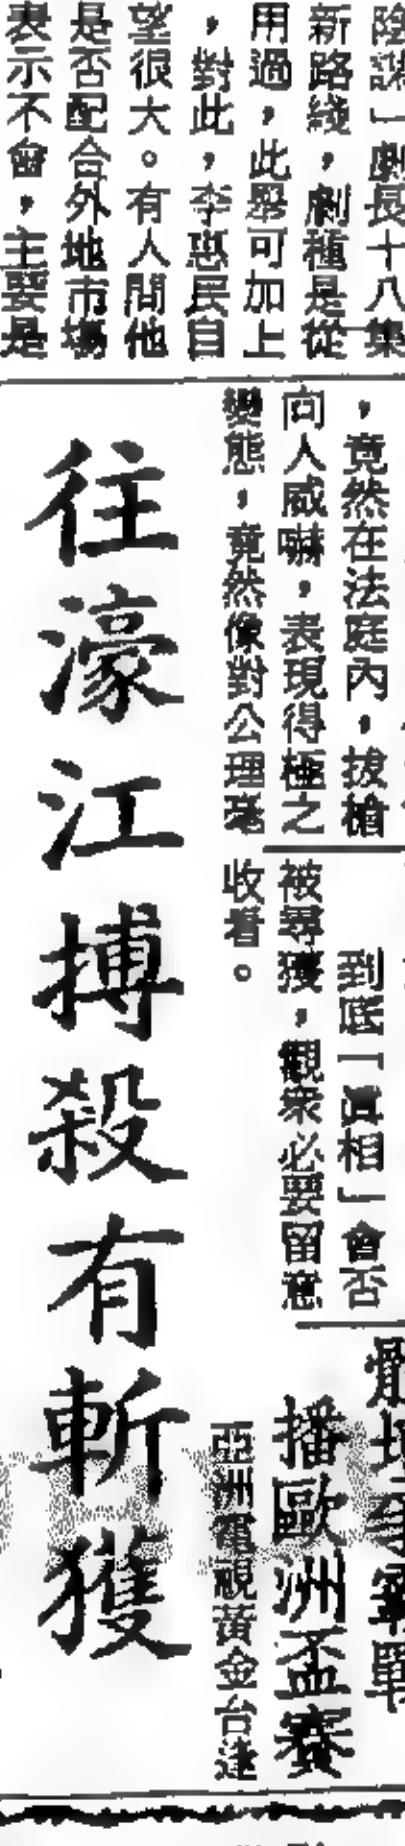 陰謀」劇長十八集
新路綫，劇種是從
用過，此舉可加上
，對此，李惠民自
望很大。有人問他
是否配合外地市場
表示不會，主要是
，竟然在法庭內，拔槍
向人威嚇，表現得極之
變態，竟然像對公理毫
到底「眞相」會否
被尋獲，觀衆必要留意
收看。
播歐洲盃賽
亞洲電視黃金台逢
往濠江搏殺有斬獲